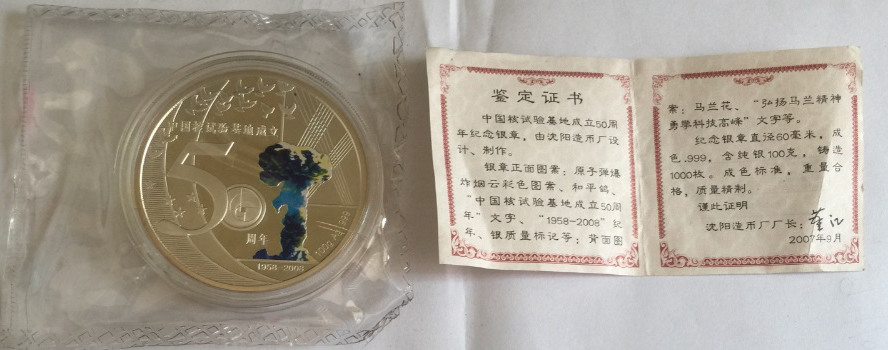 中国核试验基地成立
50
周年
1958-2008
100g Ag .999
鉴定证书
中国核试验基地成立50周
年纪念银章，由沈阳造币厂设
计、制作。
银章正面图案：原子弹爆
炸烟云彩色图案、和平鸽、
“中国核试验基地成立50周
年”文字、“1958-2008”纪
年、银质量标记等；背面图
案：马兰花、“弘扬马兰精神
勇攀科技高峰”文字等。
纪念银章直径60毫米，成
色.999，含纯银100克，铸造
1000枚。成色标准，重量合
格，质量精制。
谨此证明
沈阳造币厂厂长：
2007年9月